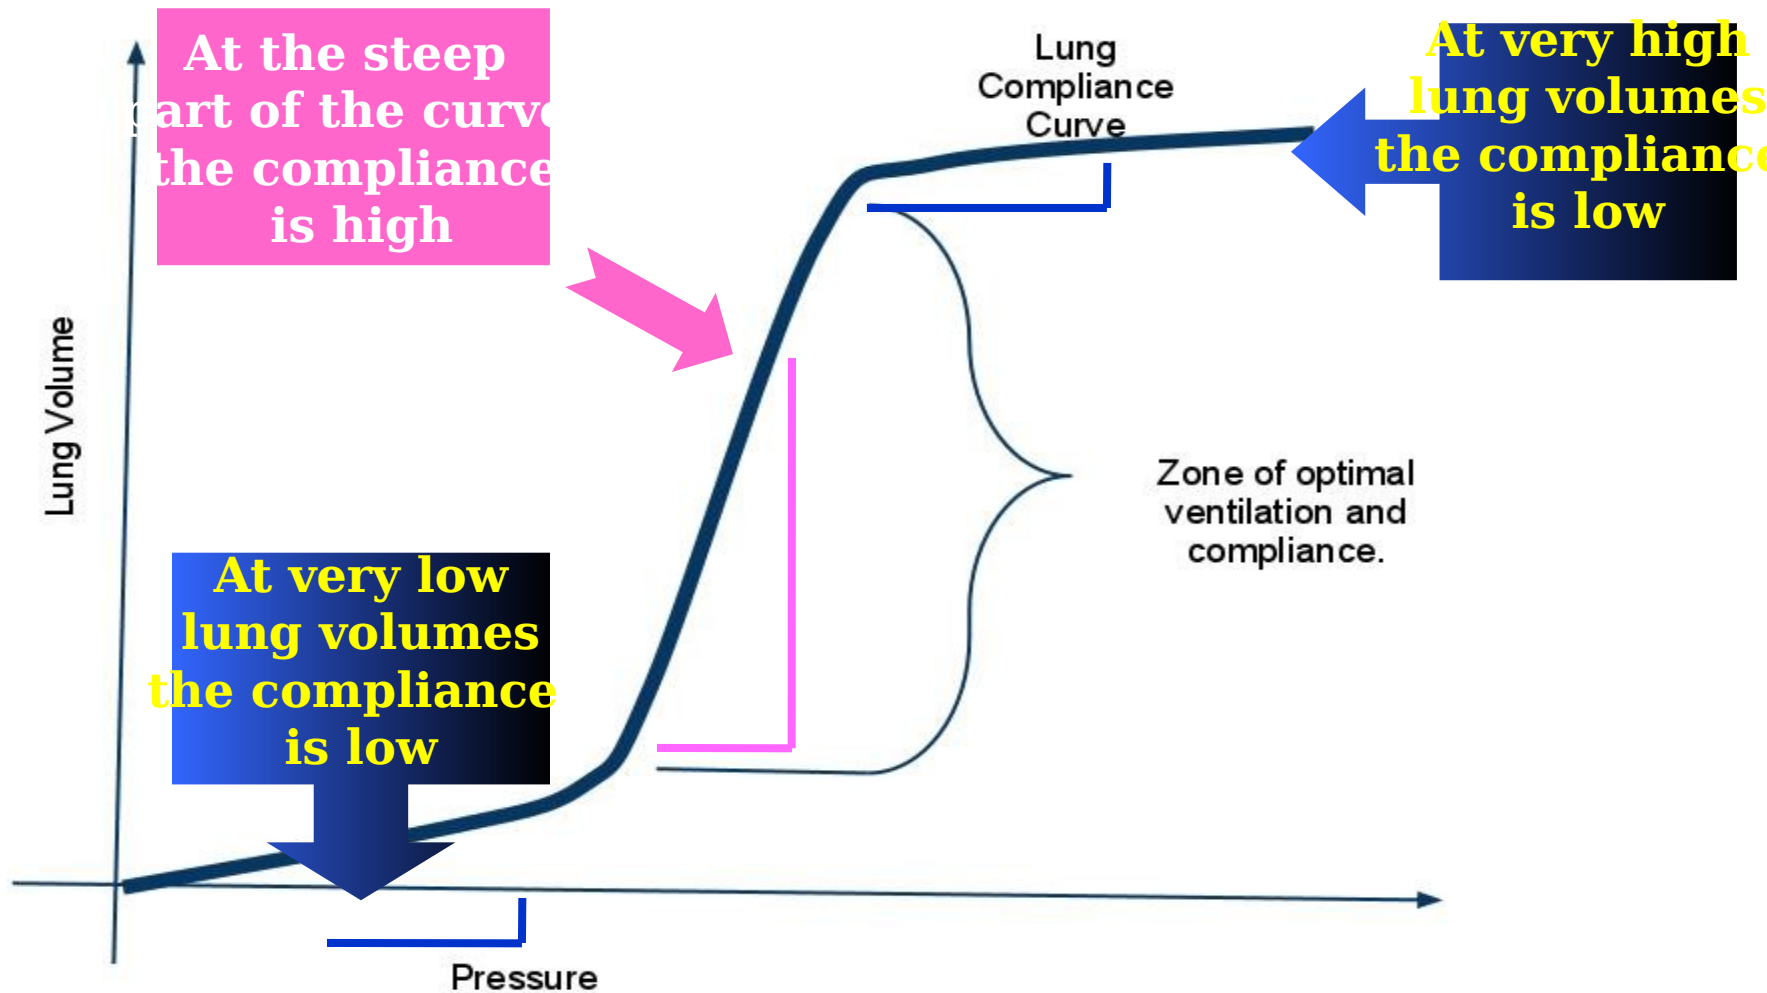 At the steep
part of the curve
the compliance
is high
Lung
Compliance
Curve
At very high
lung volumes
the compliance
is low
Lung Volume
Zone of optimal
ventilation and
compliance.
At very low
lung volumes
the compliance
is low
Pressure